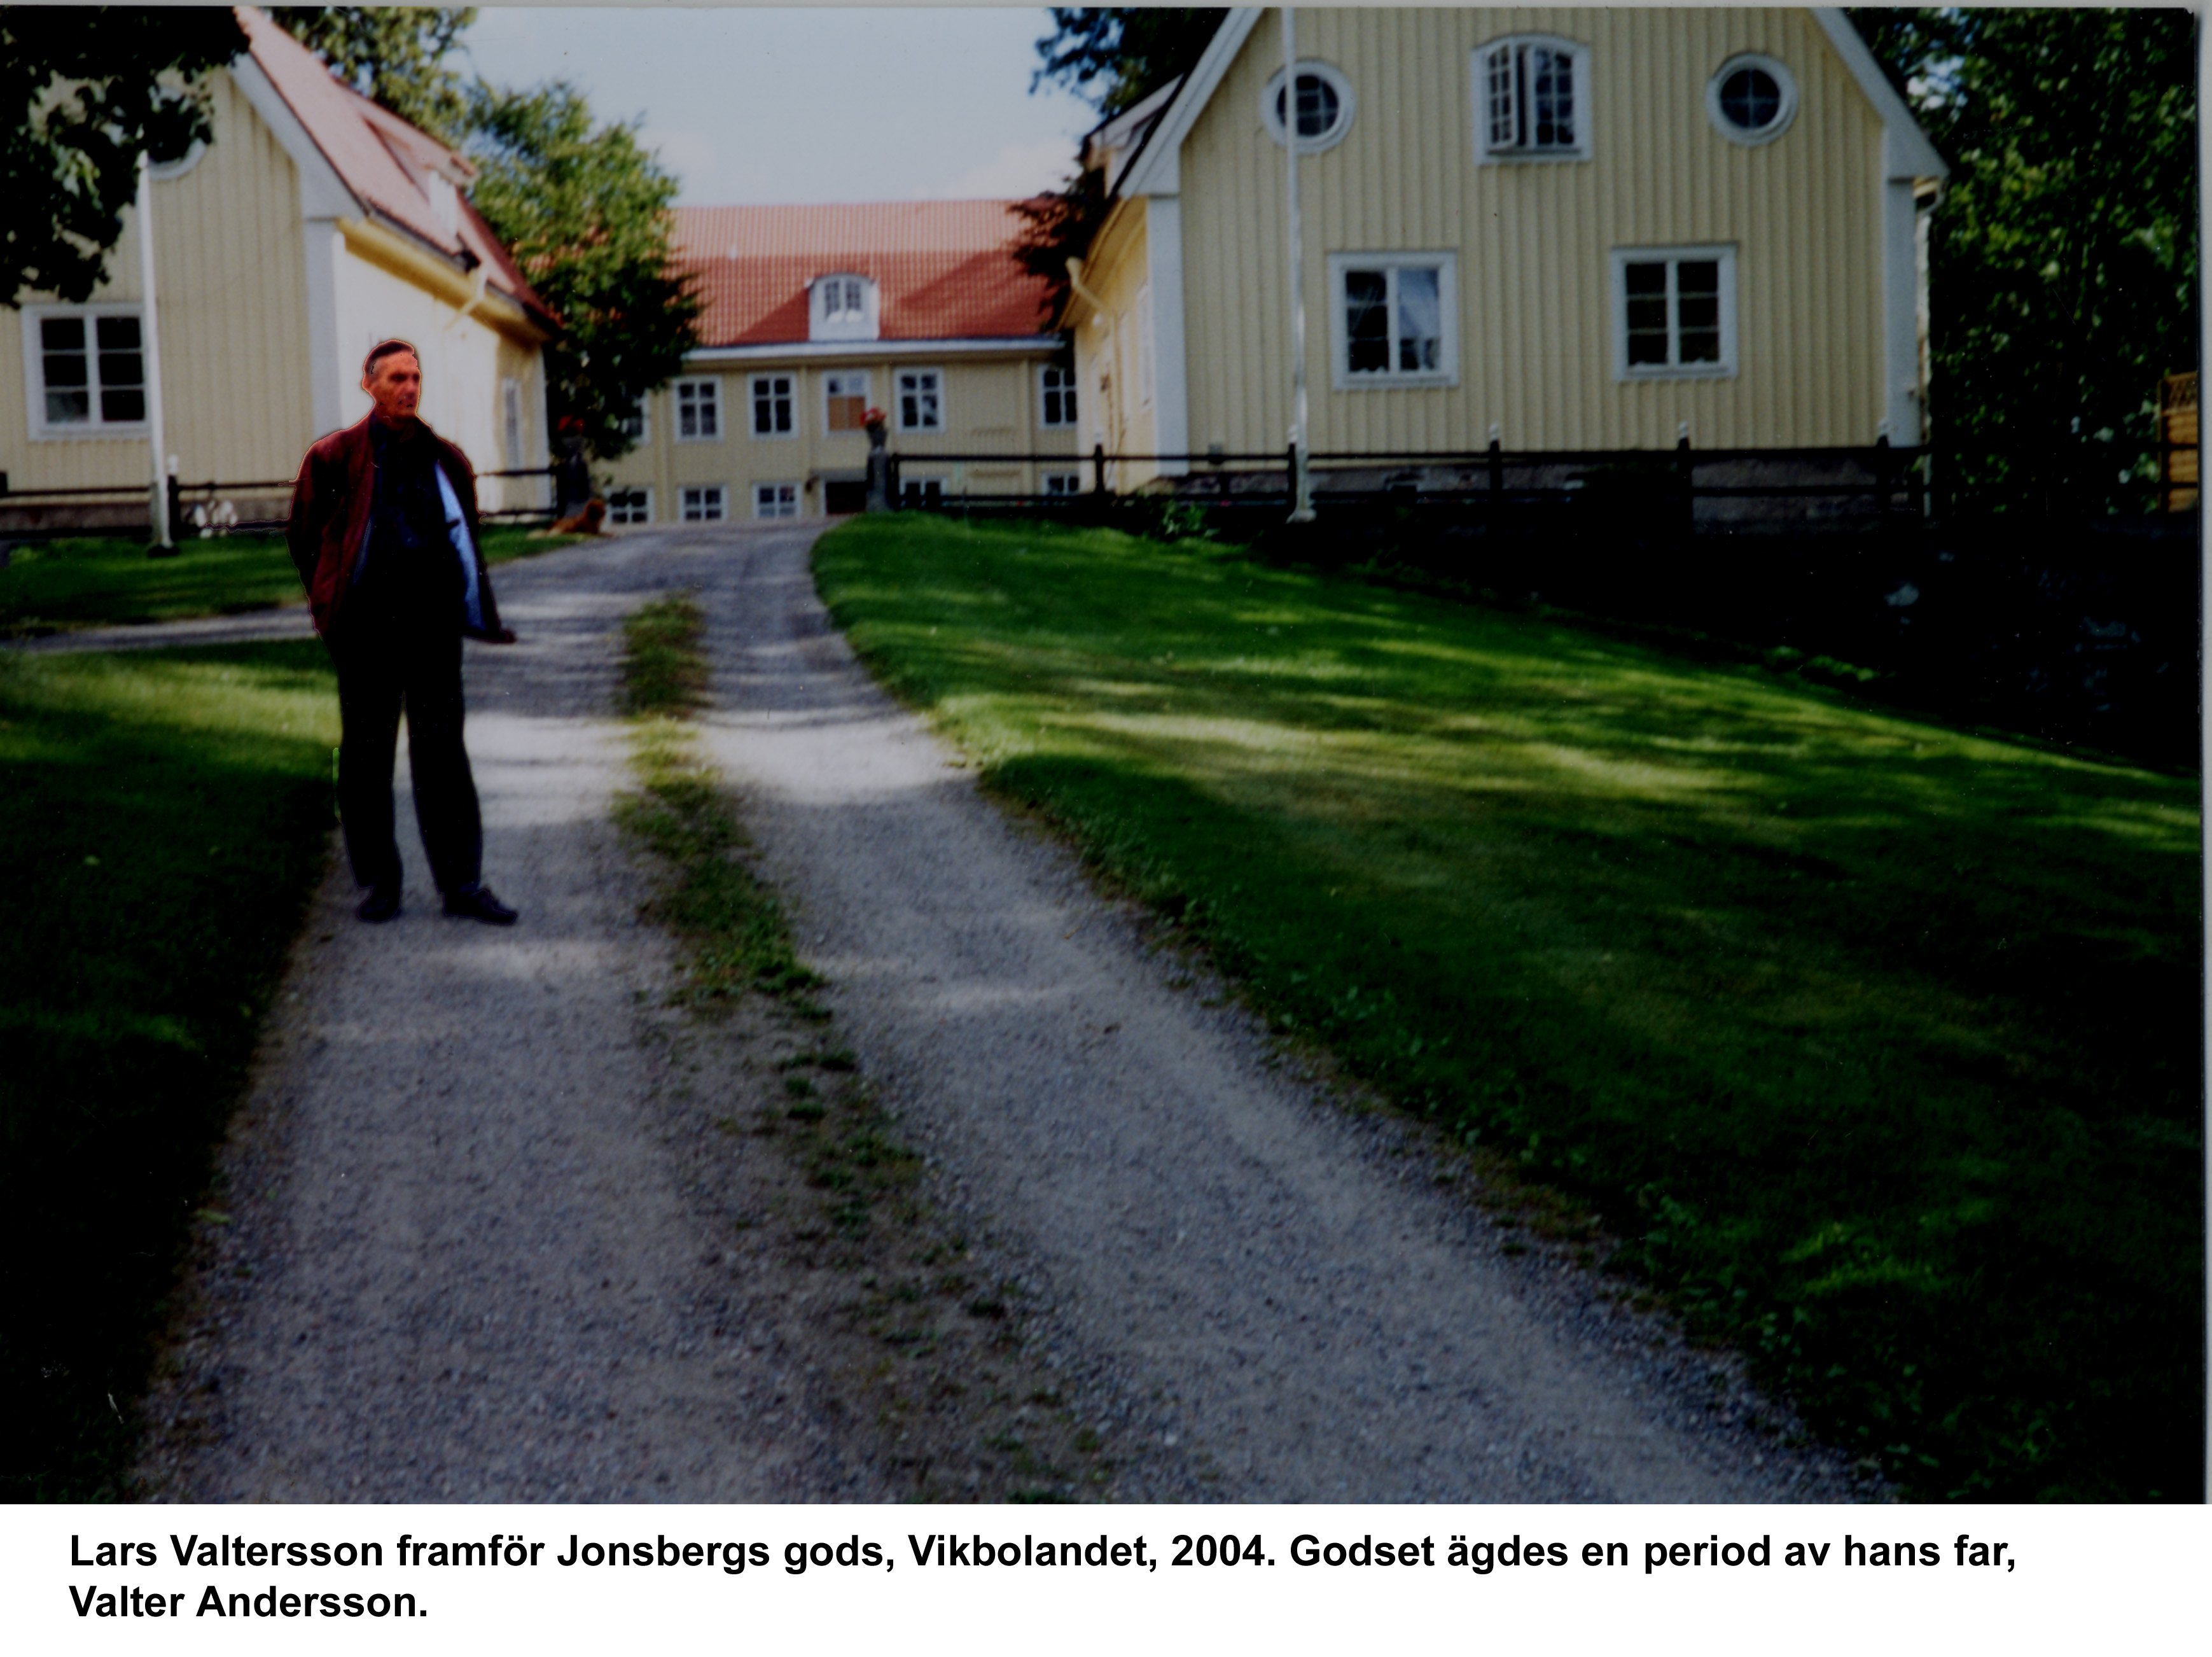 Lars Valtersson framför Jonsbergs gods, Vikbolandet, 2004. Godset ägdes en period av hans far,
Valter Andersson.